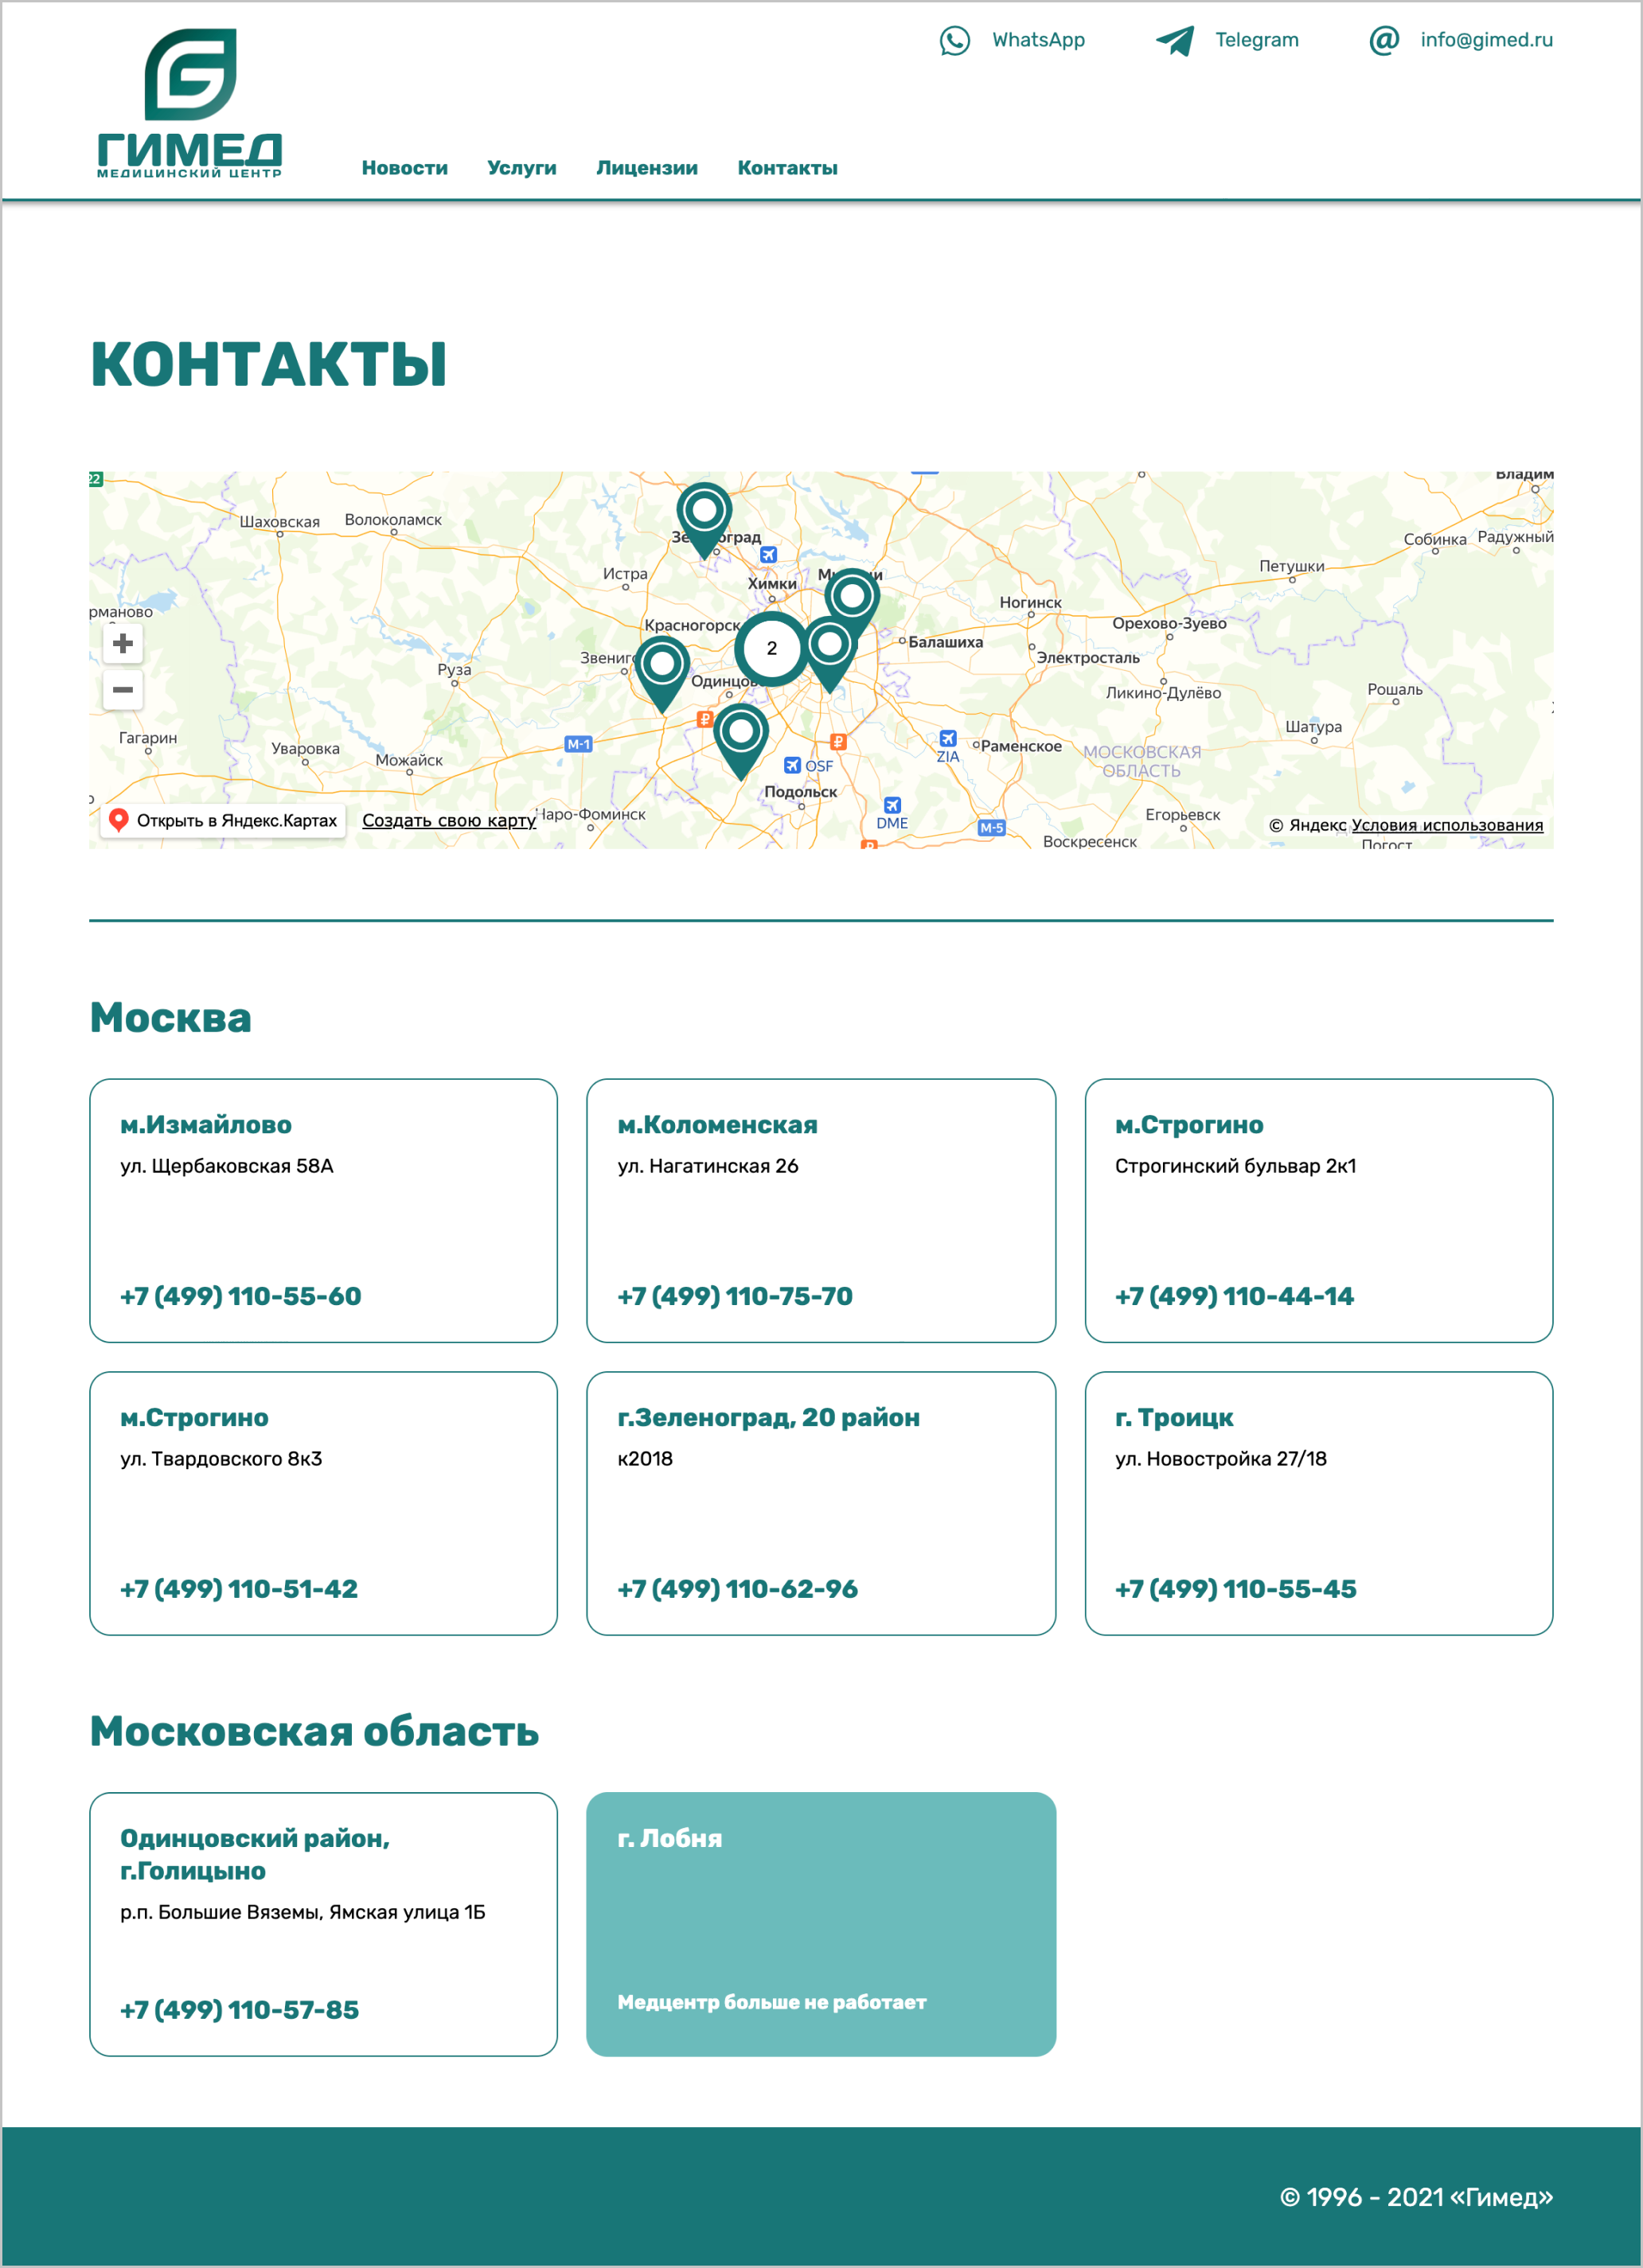 WhatsApp
Telegram
info@gimed.ru
ГИМЕД
МЕДИЦИНСКИЙ ЦЕНТР
Новости
Услуги
Лицензии
Контакты
КОНТАКТЫ
22
Шаховская
Волоколамск
Истра
Химки
Красногорск
Руза
Гагарин
Уваровка
Можайск
М-1
OSF
Подольск
Наро-Фоминск
2
Балашиха
Ногинск
Электросталь
Орехово-Зуево
Ликино-Дулёво
Петушки
Собинка
Радужный
Владим
Рошаль
Шатура
ZIA
Раменское
МОСКОВСКАЯ
ОБЛАСТЬ
DME
М-5
Воскресенск
Егорьевск
Открыть в Яндекс.Картах
Создать свою карту
© Яндекс Условия использования
Москва
м.Измайлово
ул. Щербаковская 58А
+7 (499) 110-55-60
м.Коломенская
ул. Нагатинская 26
+7 (499) 110-75-70
м.Строгино
Строгинский бульвар 2к1
+7 (499) 110-44-14
м.Строгино
ул. Твардовского 8к3
+7 (499) 110-51-42
г.Зеленоград, 20 район
к2018
+7 (499) 110-62-96
г. Троицк
ул. Новостройка 27/18
+7 (499) 110-55-45
Московская область
Одинцовский район,
г.Голицыно
р.п. Большие Вяземы, Ямская улица 1Б
+7 (499) 110-57-85
г. Лобня
Медцентр больше не работает
© 1996 - 2021 «Гимед»